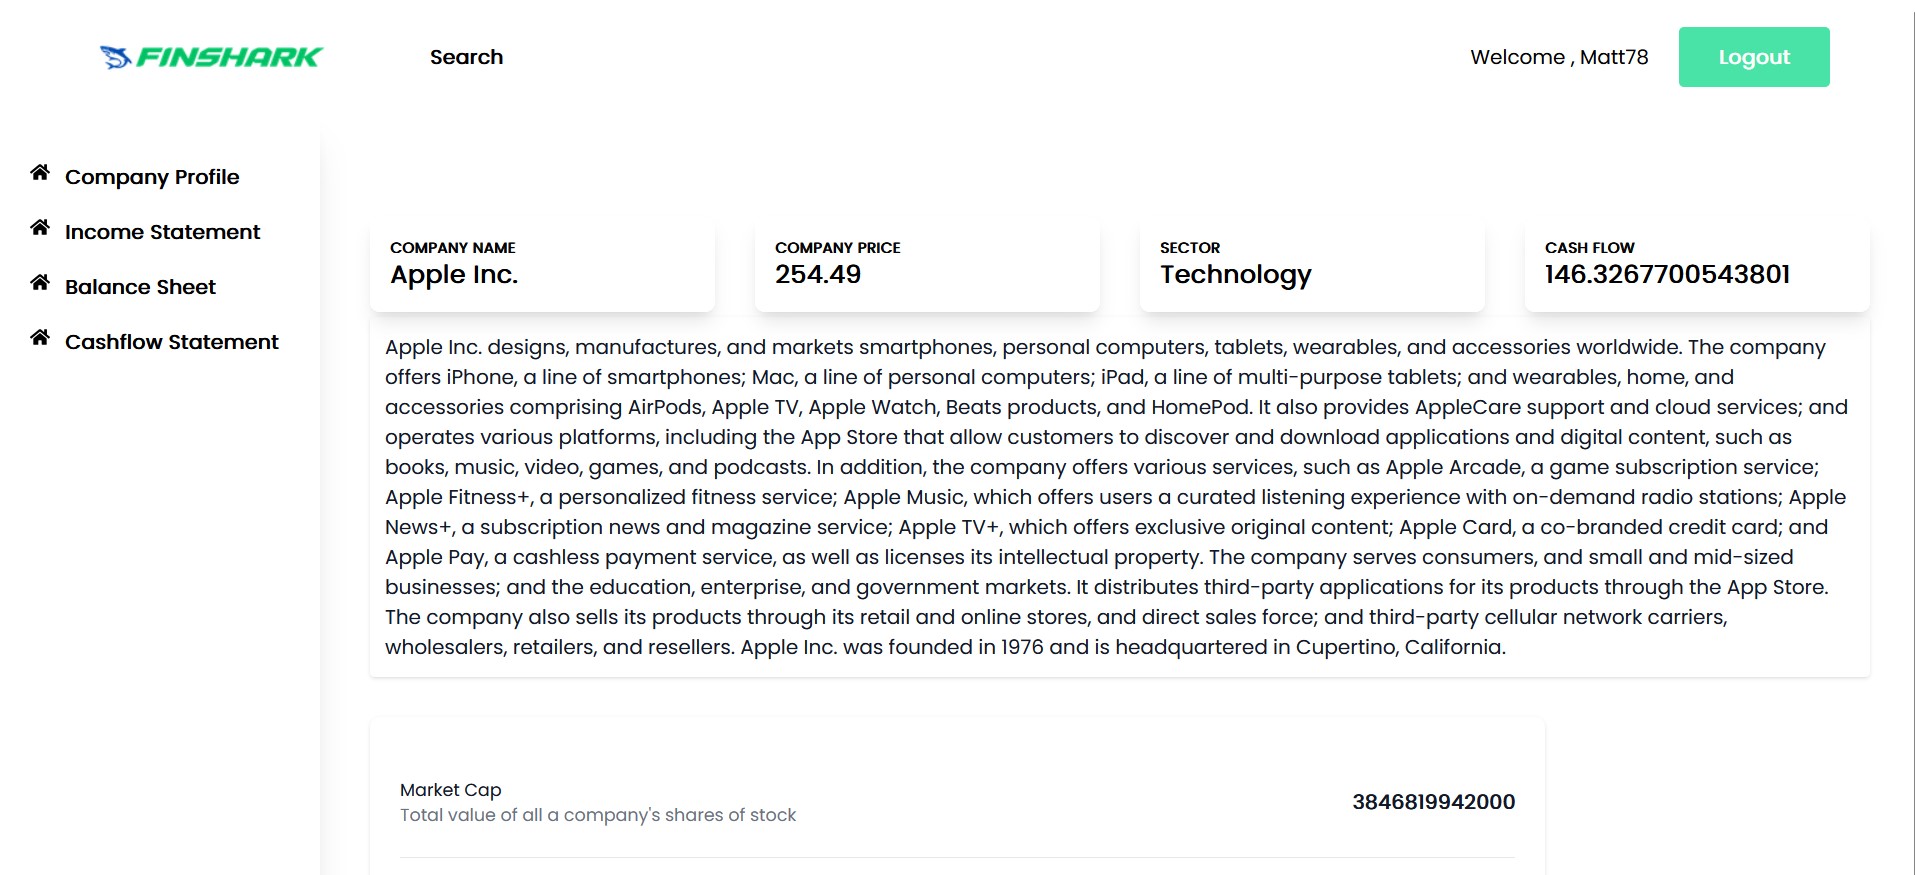 FINSHARK
Search
Welcome , Matt78
Logout
Company Profile
Income Statement
Balance Sheet
Cashflow Statement
COMPANY NAME
Apple Inc.
COMPANY PRICE
254.49
SECTOR
Technology
CASH FLOW
146.3267700543801
Apple Inc. designs, manufactures, and markets smartphones, personal computers, tablets, wearables, and accessories worldwide. The company
offers iPhone, a line of smartphones; Mac, a line of personal computers; iPad, a line of multi-purpose tablets; and wearables, home, and
accessories comprising AirPods, Apple TV, Apple Watch, Beats products, and HomePod. It also provides AppleCare support and cloud services; and
operates various platforms, including the App Store that allow customers to discover and download applications and digital content, such as
books, music, video, games, and podcasts. In addition, the company offers various services, such as Apple Arcade, a game subscription service;
Apple Fitness+, a personalized fitness service; Apple Music, which offers users a curated listening experience with on-demand radio stations; Apple
News+, a subscription news and magazine service; Apple TV+, which offers exclusive original content; Apple Card, a co-branded credit card; and
Apple Pay, a cashless payment service, as well as licenses its intellectual property. The company serves consumers, and small and mid-sized
businesses; and the education, enterprise, and government markets. It distributes third-party applications for its products through the App Store.
The company also sells its products through its retail and online stores, and direct sales force; and third-party cellular network carriers,
wholesalers, retailers, and resellers. Apple Inc. was founded in 1976 and is headquartered in Cupertino, California.
Market Cap
Total value of all a company's shares of stock
3846819942000